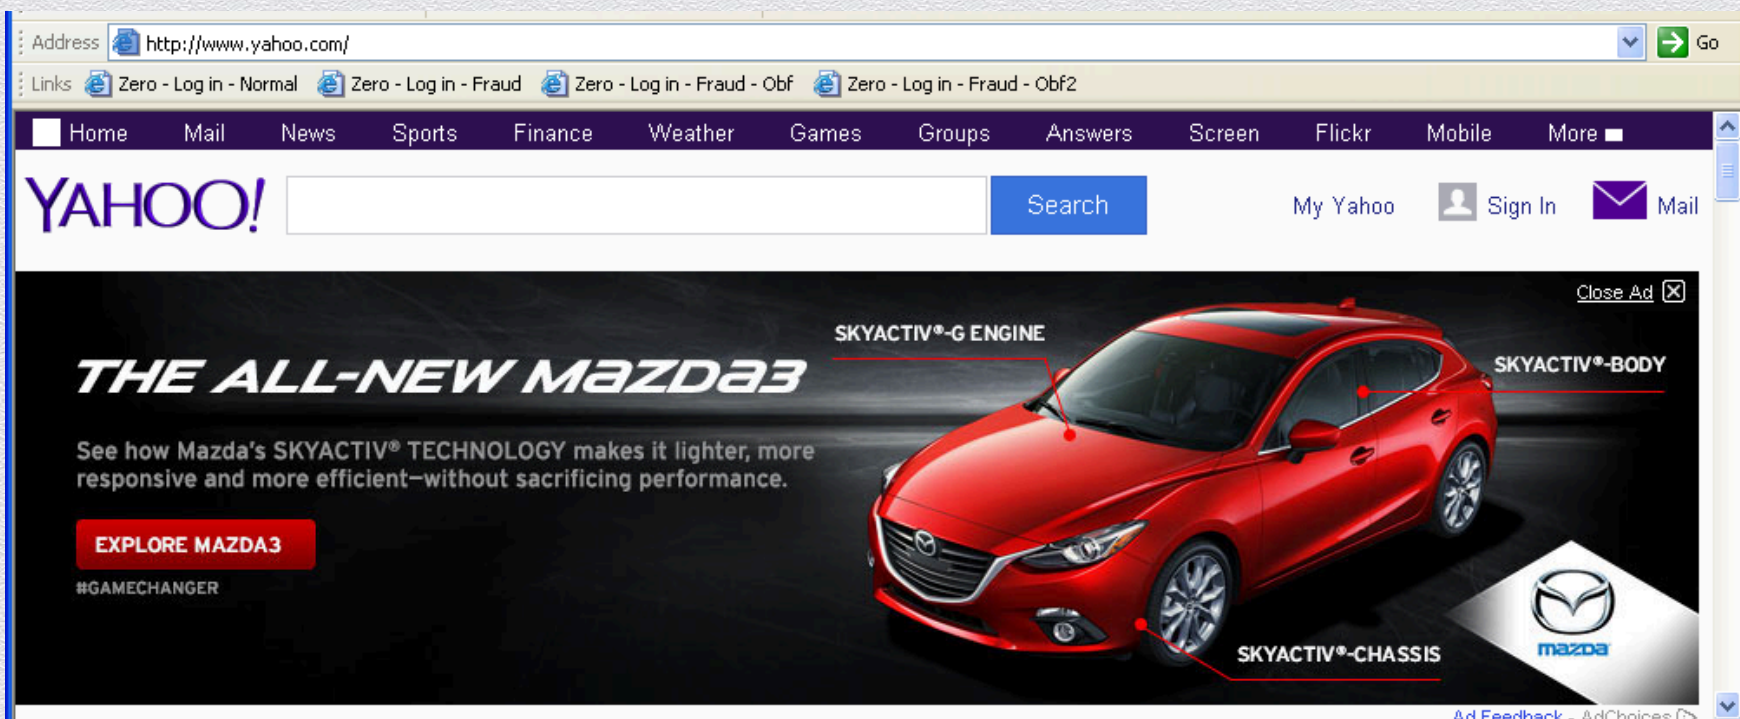 Address http://www.yahoo.com/ Go
Links Zero - Log in - Normal Zero - Log in - Fraud Zero - Log in - Fraud - Obf Zero - Log in - Fraud - Obf2
Home Mail News Sports Finance Weather Games Groups Answers Screen Flickr Mobile More
YAHOO! Search My Yahoo Sign In Mail
Close Ad
SKYACTIV®-G ENGINE
SKYACTIV®-BODY
THE ALL-NEW MAZDA3
See how Mazda's SKYACTIV® TECHNOLOGY makes it lighter, more
responsive and more efficient—without sacrificing performance.
EXPLORE MAZDA3
#GAMECHANGER
SKYACTIV®-CHASSIS
mazda
Ad Feedback - AdChoices